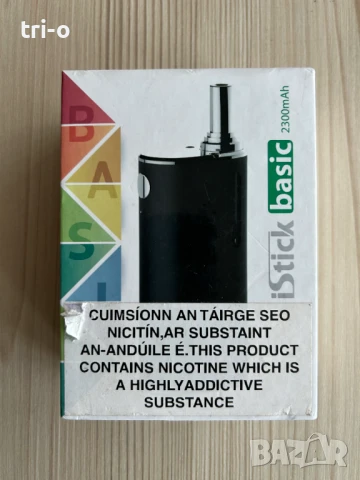 tri-o
B
A
S
I
iStick basic 2300mAh
CUIMSÍONN AN TÁIRGE SEO
NICITÍN,AR SUBSTAINT
AN-ANDÚILE É.THIS PRODUCT
CONTAINS NICOTINE WHICH IS
A HIGHLYADDICTIVE
SUBSTANCE
BAZAR
bg